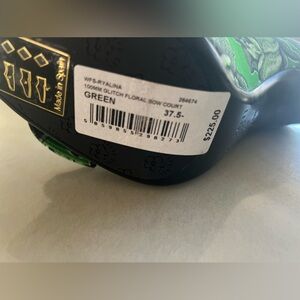 Made in Spain
WFS-RYALINA
100MM GLITCH FLORAL BOW COURT
GREEN
264674
37.5-
$225.00